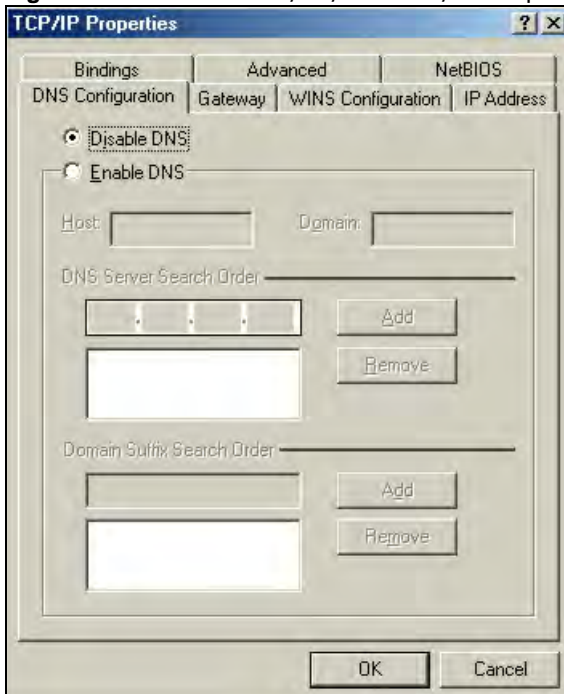 TCP/IP Properties
Bindings Advanced NetBIOS
DNS Configuration Gateway WINS Configuration IP Address
Disable DNS
Enable DNS
Host: Domain:
DNS Server Search Order
Add
Remove
Domain Suffix Search Order
Add
Remove
OK Cancel